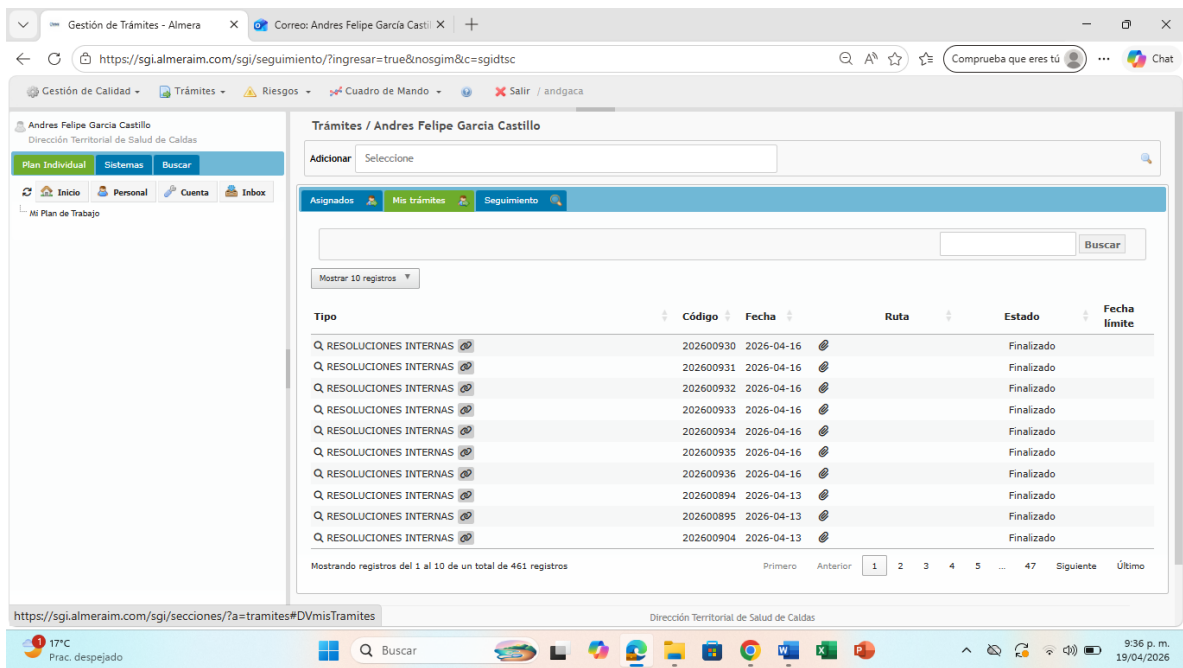 Gestión de Trámites - Almera
Correo: Andres Felipe García Casti
https://sgi.almeraim.com/sgi/seguimiento/?ingresar=true&nosgim&c=sgidtsc
Comprueba que eres tú
Chat
Gestión de Calidad
Trámites
Riesgos
Cuadro de Mando
Salir / andgaca
Andres Felipe Garcia Castillo
Dirección Territorial de Salud de Caldas
Plan Individual
Sistemas
Buscar
Inicio
Personal
Cuenta
Inbox
Mi Plan de Trabajo
Trámites / Andres Felipe Garcia Castillo
Adicionar
Seleccione
Asignados
Mis trámites
Seguimiento
Buscar
Mostrar 10 registros
Tipo Código Fecha Ruta Estado Fecha límite
RESOLUCIONES INTERNAS 202600930 2026-04-16 Finalizado
RESOLUCIONES INTERNAS 202600931 2026-04-16 Finalizado
RESOLUCIONES INTERNAS 202600932 2026-04-16 Finalizado
RESOLUCIONES INTERNAS 202600933 2026-04-16 Finalizado
RESOLUCIONES INTERNAS 202600934 2026-04-16 Finalizado
RESOLUCIONES INTERNAS 202600935 2026-04-16 Finalizado
RESOLUCIONES INTERNAS 202600936 2026-04-16 Finalizado
RESOLUCIONES INTERNAS 202600894 2026-04-13 Finalizado
RESOLUCIONES INTERNAS 202600895 2026-04-13 Finalizado
RESOLUCIONES INTERNAS 202600904 2026-04-13 Finalizado
Mostrando registros del 1 al 10 de un total de 461 registros
Primero Anterior 1 2 3 4 5 ... 47 Siguiente Último
https://sgi.almeraim.com/sgi/secciones/?a=tramites#DVmisTramites
Dirección Territorial de Salud de Caldas
1
17°C
Prac. despejado
Buscar
9:36 p. m.
19/04/2026